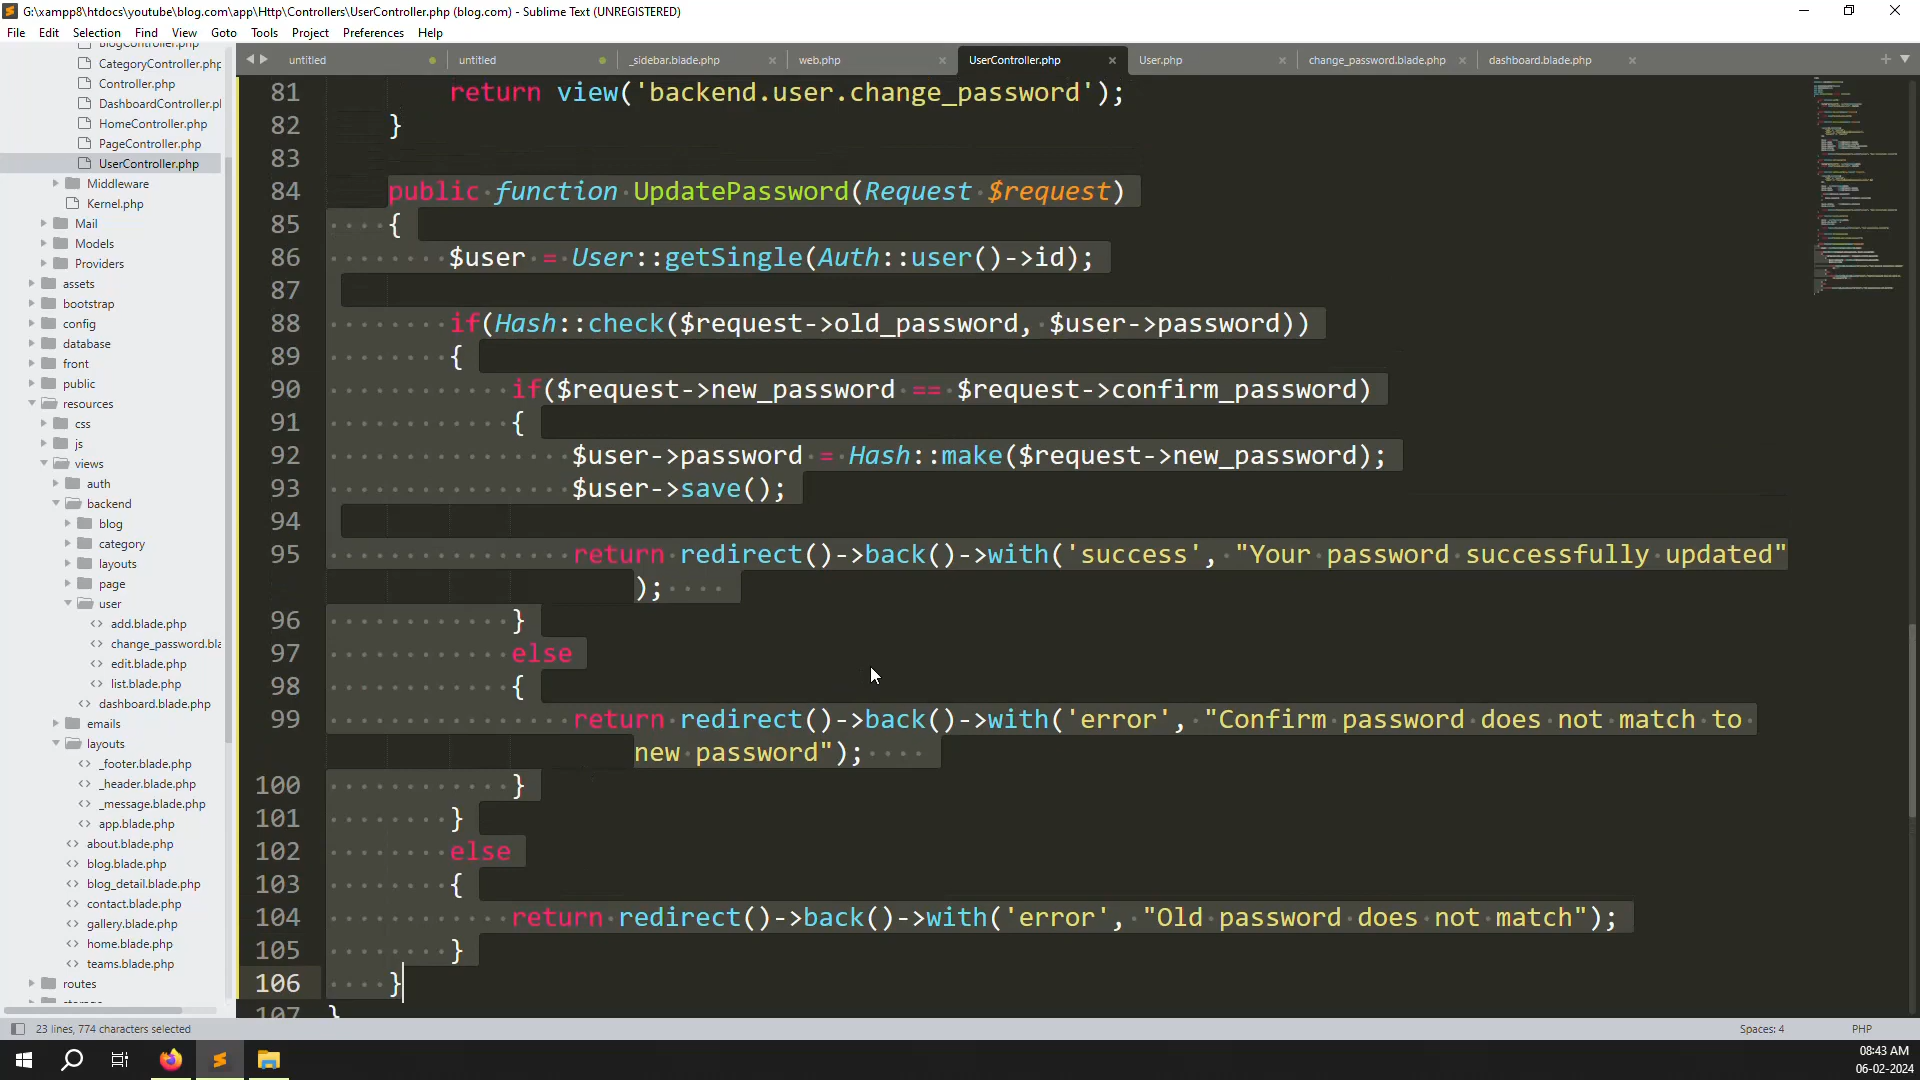 G:\xampp8\htdocs\youtube\blog.com\app\Http\Controllers\UserController.php (blog.com) - Sublime Text (UNREGISTERED)
File Edit Selection Find View Goto Tools Project Preferences Help
untitled untitled _sidebar.blade.php web.php UserController.php User.php change_password.blade.php dashboard.blade.php
BlogController.php
CategoryController.php
Controller.php
DashboardController.pl
HomeController.php
PageController.php
UserController.php
Middleware
Kernel.php
Mail
Models
Providers
assets
bootstrap
config
database
front
public
resources
css
js
views
auth
backend
blog
category
layouts
page
user
add.blade.php
change_password.bla
edit.blade.php
list.blade.php
dashboard.blade.php
emails
layouts
_footer.blade.php
_header.blade.php
_message.blade.php
app.blade.php
about.blade.php
blog.blade.php
blog_detail.blade.php
contact.blade.php
gallery.blade.php
home.blade.php
teams.blade.php
routes
81 return view('backend.user.change_password');
82 }
83
84 public function UpdatePassword(Request $request)
85 {
86 $user = User::getSingle(Auth::user()->id);
87
88 if(Hash::check($request->old_password, $user->password))
89 {
90 if($request->new_password == $request->confirm_password)
91 {
92 $user->password = Hash::make($request->new_password);
93 $user->save();
94
95 return redirect()->back()->with('success', "Your password successfully updated"
);
96 }
97 else
98 {
99 return redirect()->back()->with('error', "Confirm password does not match to
new password");
100 }
101 }
102 else
103 {
104 return redirect()->back()->with('error', "Old password does not match");
105 }
106 }
107 }
23 lines, 774 characters selected Spaces: 4 PHP
08:43 AM
06-02-2024